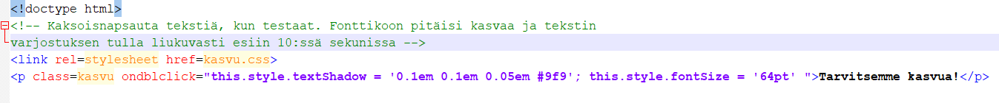 <!doctype html>
<!-- Kaksoisnapsauta tekstiä, kun testaat. Fonttikoon pitäisi kasvaa ja tekstin
varjostuksen tulla liukuvasti esiin 10:ssä sekunissa -->
<link rel=stylesheet href=kasvu.css>
<p class=kasvu ondblclick="this.style.textShadow = '0.1em 0.1em 0.05em #9f9'; this.style.fontSize = '64pt' ">Tarvitsemme kasvua!</p>